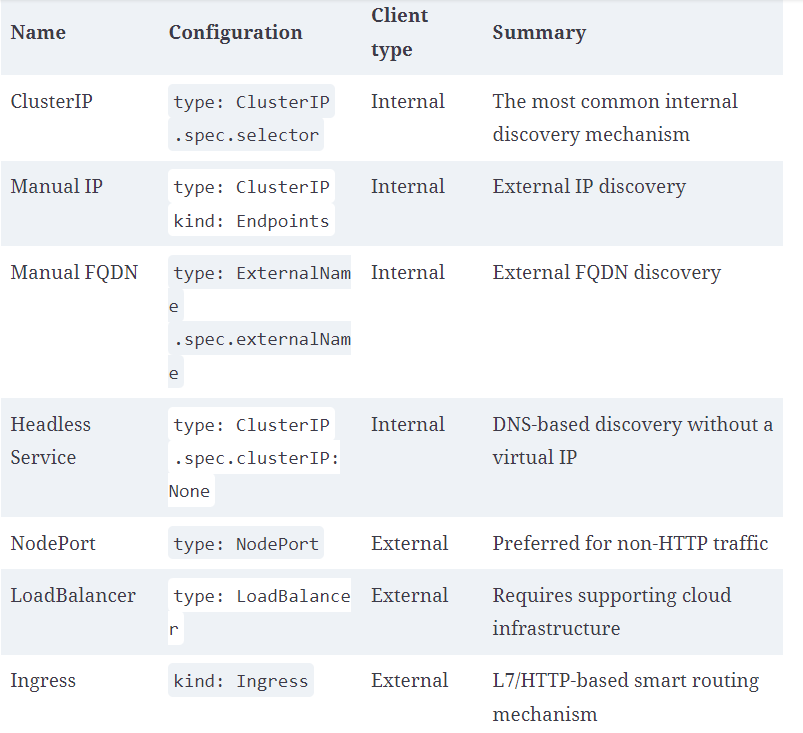 Name Configuration Client type Summary
ClusterIP type: ClusterIP Internal The most common internal
.spec.selector discovery mechanism
Manual IP type: ClusterIP Internal External IP discovery
kind: Endpoints
Manual FQDN type: ExternalNam Internal External FQDN discovery
e
.spec.externalNam
e
Headless type: ClusterIP Internal DNS-based discovery without a
Service .spec.clusterIP: virtual IP
None
NodePort type: NodePort External Preferred for non-HTTP traffic
LoadBalancer type: LoadBalance External Requires supporting cloud
r infrastructure
Ingress kind: Ingress External L7/HTTP-based smart routing
mechanism